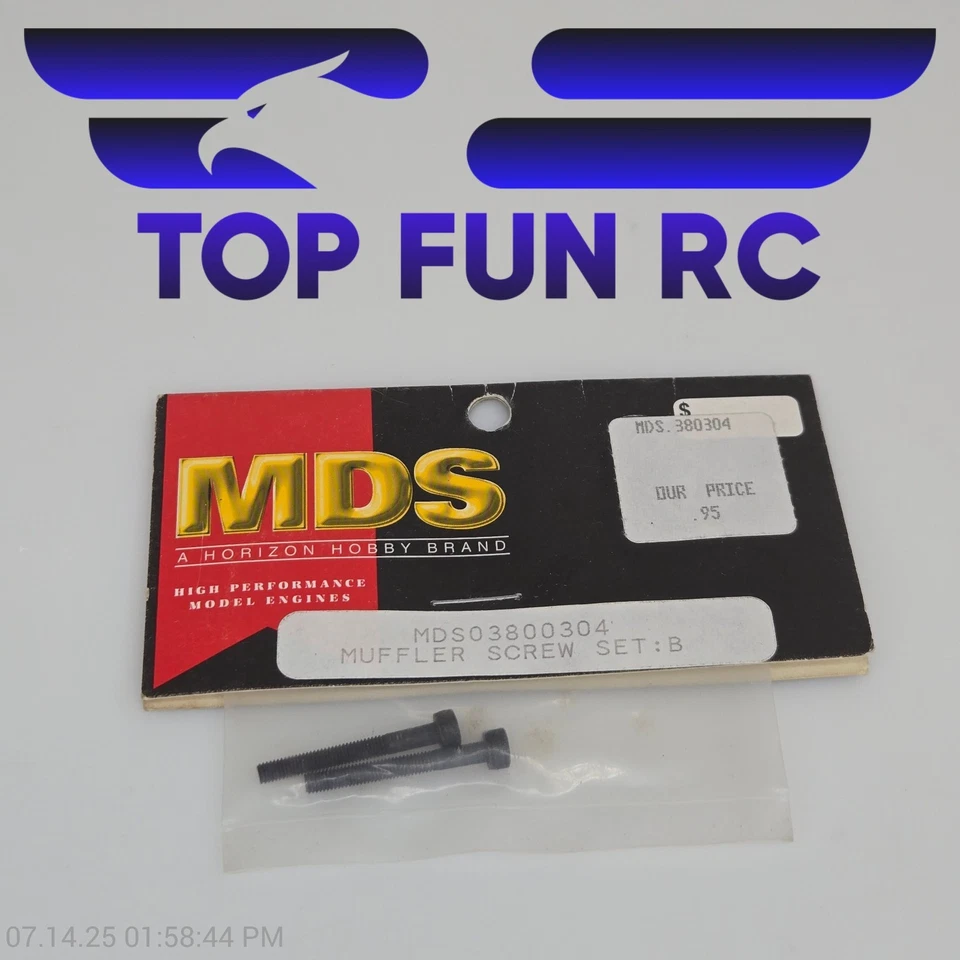 TOP FUN RC
MDS
A HORIZON HOBBY BRAND
HIGH PERFORMANCE
MODEL ENGINES
$
MDS.380304
OUR PRICE
.95
MDS03800304
MUFFLER SCREW SET:B
07.14.25 01:58:44 PM